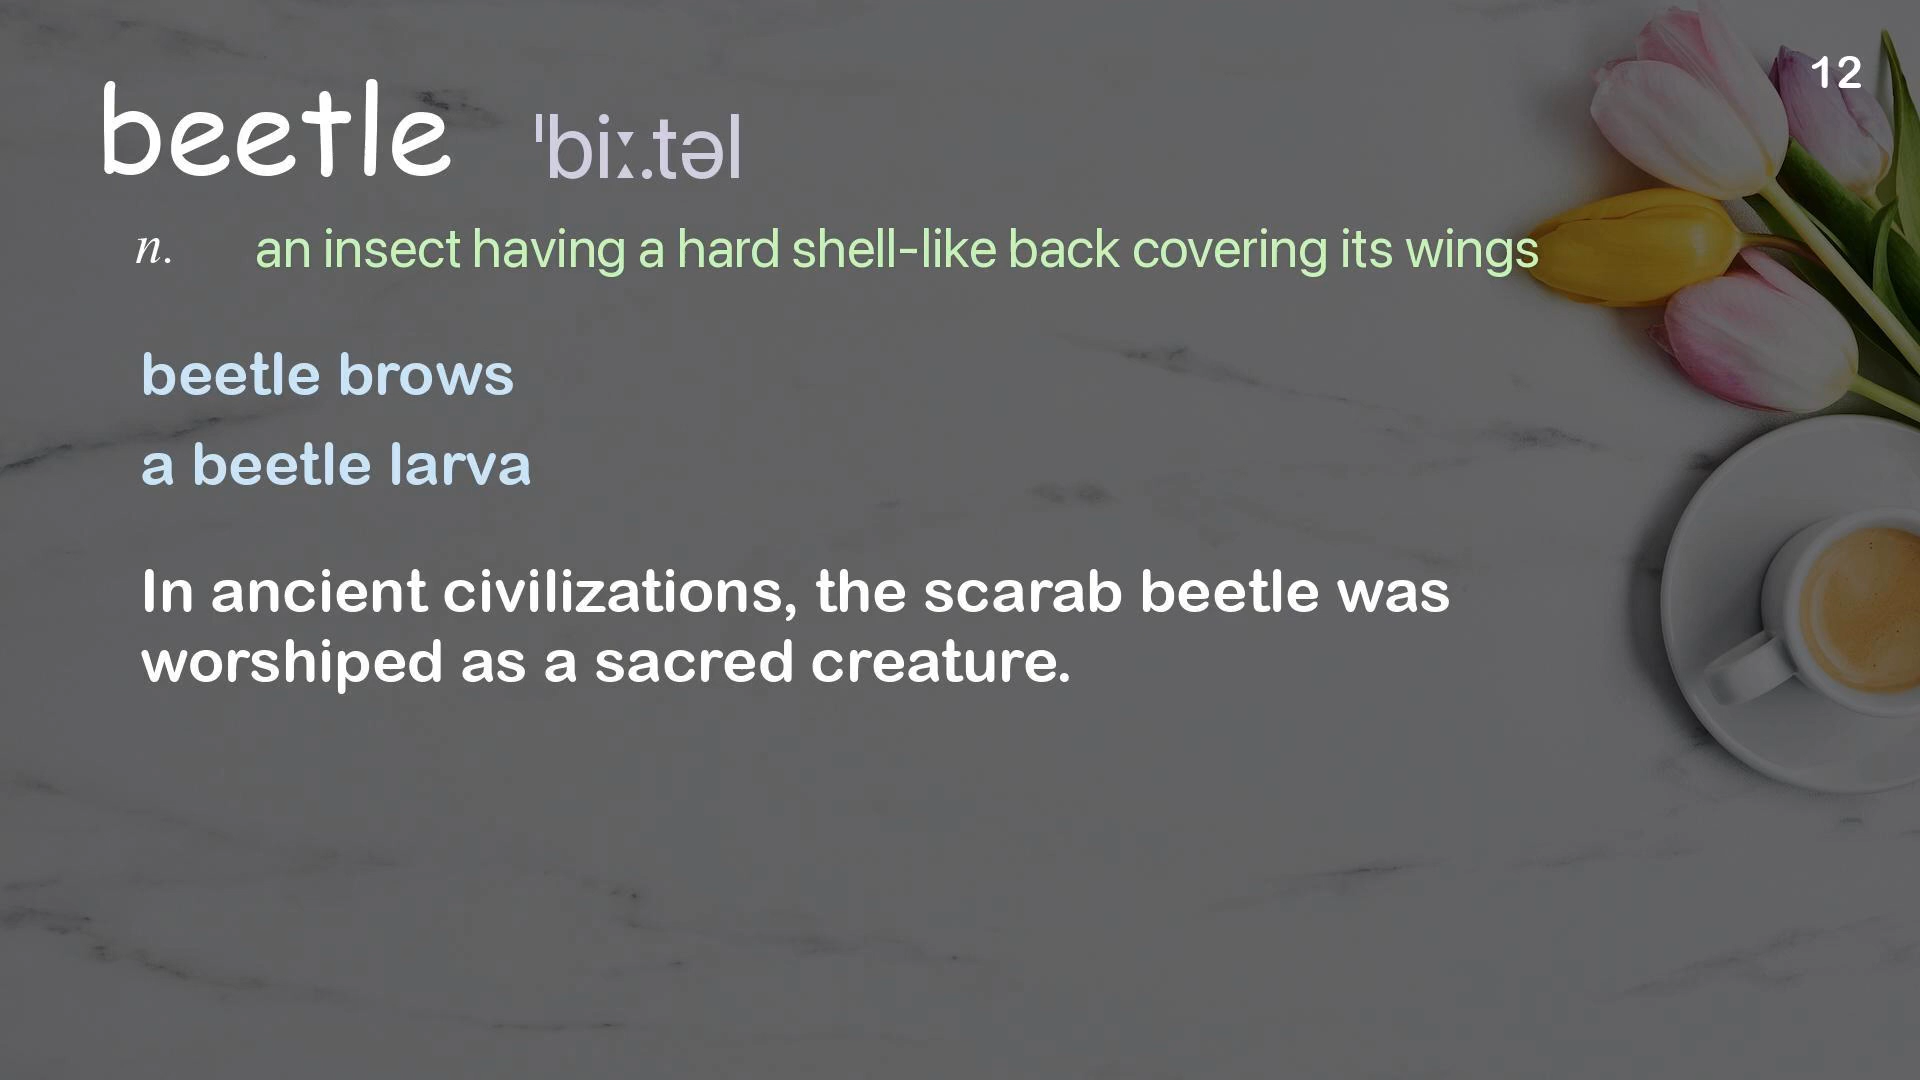 12
beetle ˈbiː.təl
n. an insect having a hard shell-like back covering its wings
beetle brows
a beetle larva
In ancient civilizations, the scarab beetle was
worshiped as a sacred creature.